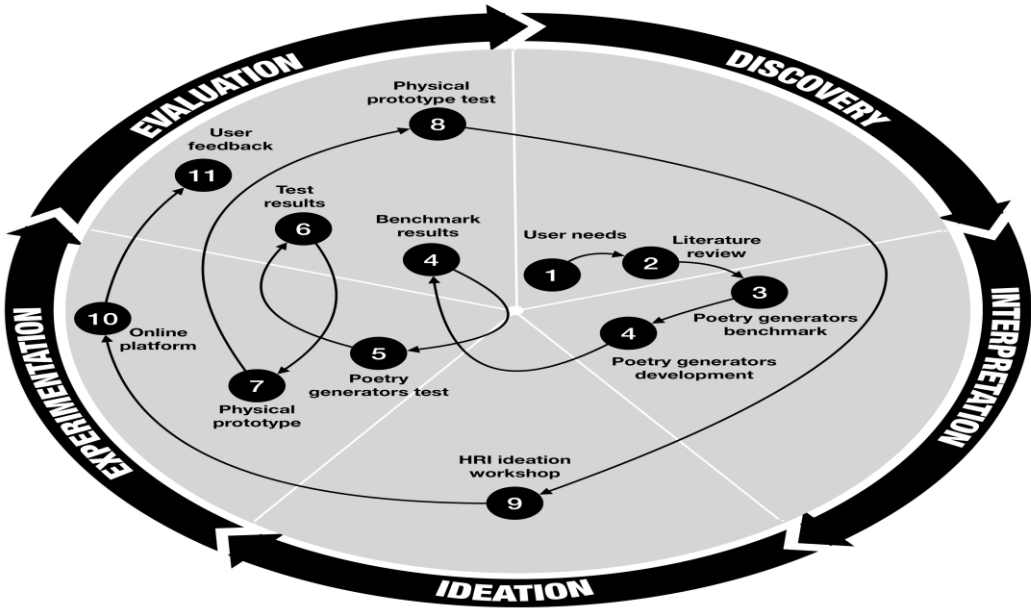 EVALUATION
DISCOVERY
INTERPRETATION
IDEATION
EXPERIMENTATION
User needs
1
2
Literature
review
3
Poetry generators
benchmark
4
Poetry generators
development
Benchmark
results
4
5
Poetry
generators test
Test
results
6
7
Physical
prototype
Physical
prototype test
8
HRI ideation
workshop
9
10
Online
platform
User
feedback
11